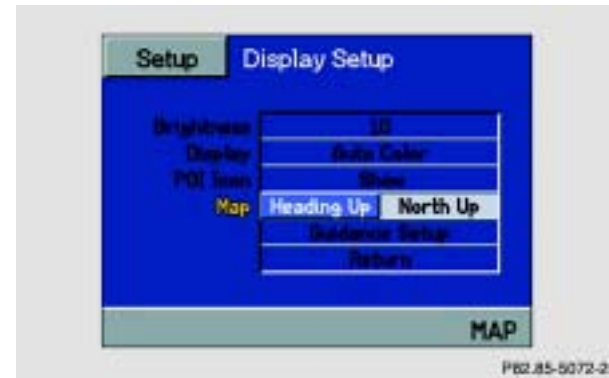 Setup Display Setup
Brightness 10
Display Auto Color
POI Icon Show
Map Heading Up North Up
Guidance Setup
Return
MAP
P82.85-5072-2